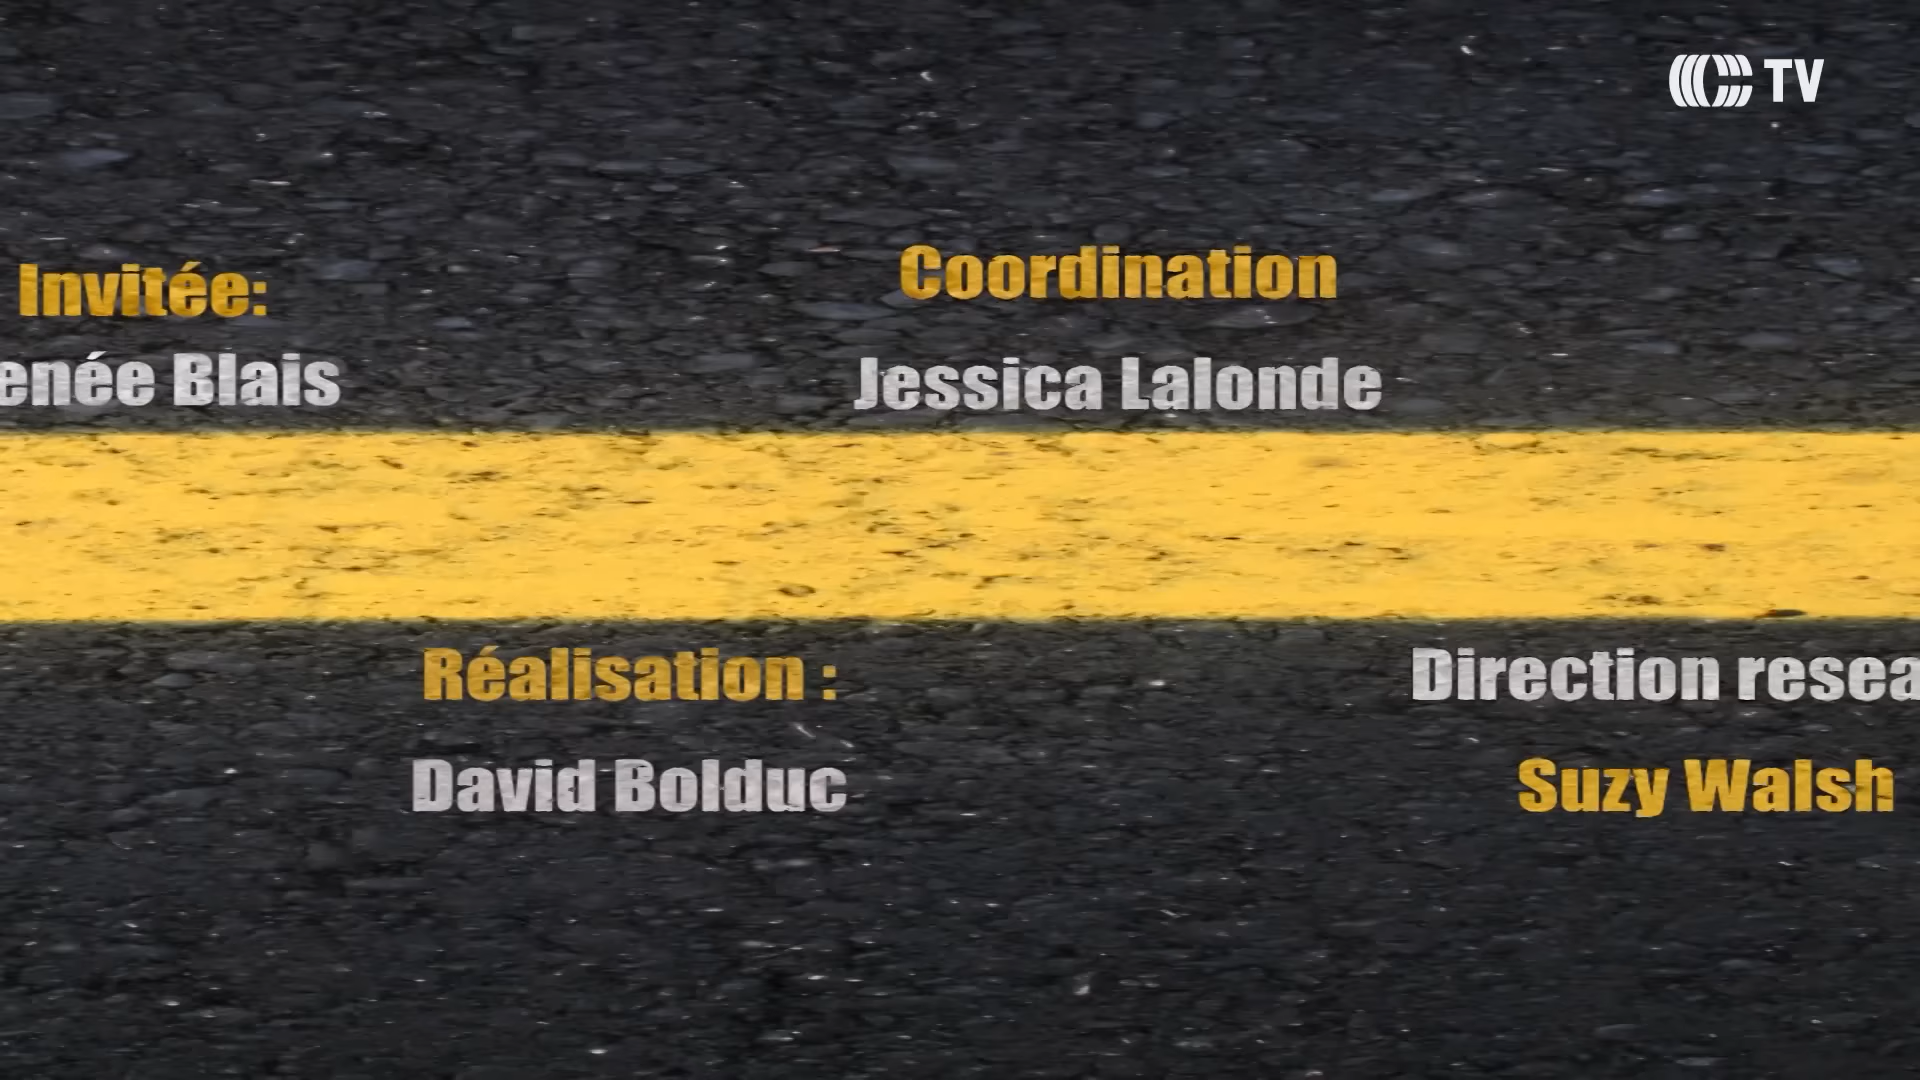 TV
Invitée:
enée Blais
Coordination
Jessica Lalonde
Réalisation :
David Bolduc
Direction resea
Suzy Walsh